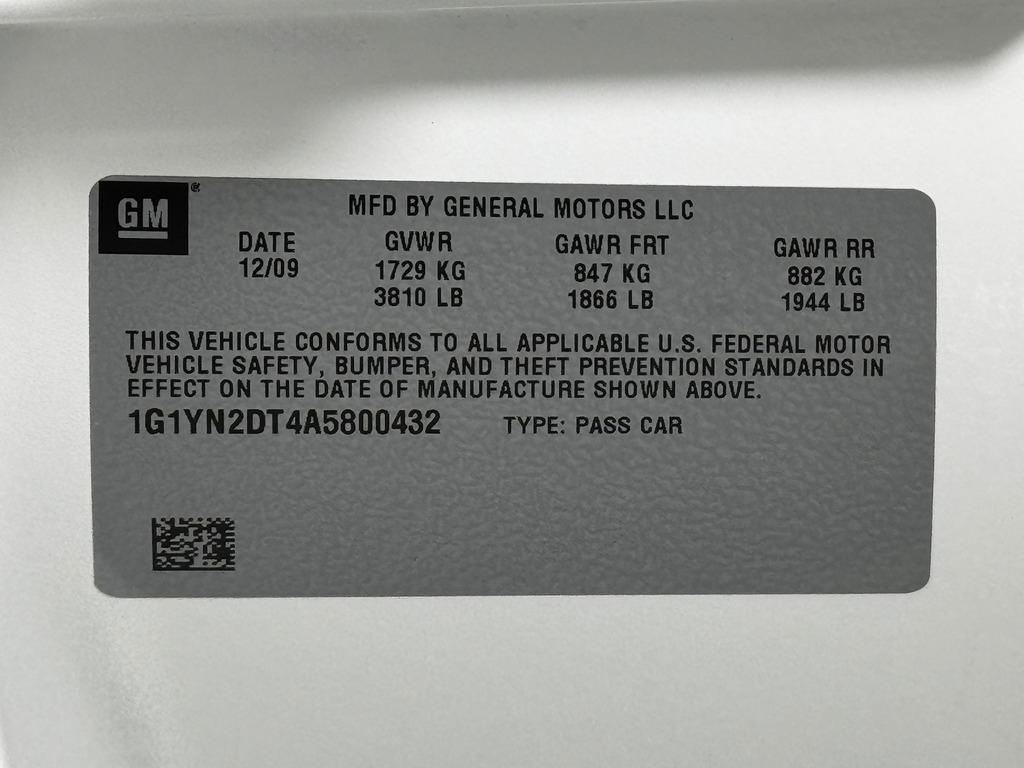 GM ®
MFD BY GENERAL MOTORS LLC
DATE GVWR GAWR FRT GAWR RR
12/09 1729 KG 847 KG 882 KG
3810 LB 1866 LB 1944 LB
THIS VEHICLE CONFORMS TO ALL APPLICABLE U.S. FEDERAL MOTOR
VEHICLE SAFETY, BUMPER, AND THEFT PREVENTION STANDARDS IN
EFFECT ON THE DATE OF MANUFACTURE SHOWN ABOVE.
1G1YN2DT4A5800432 TYPE: PASS CAR